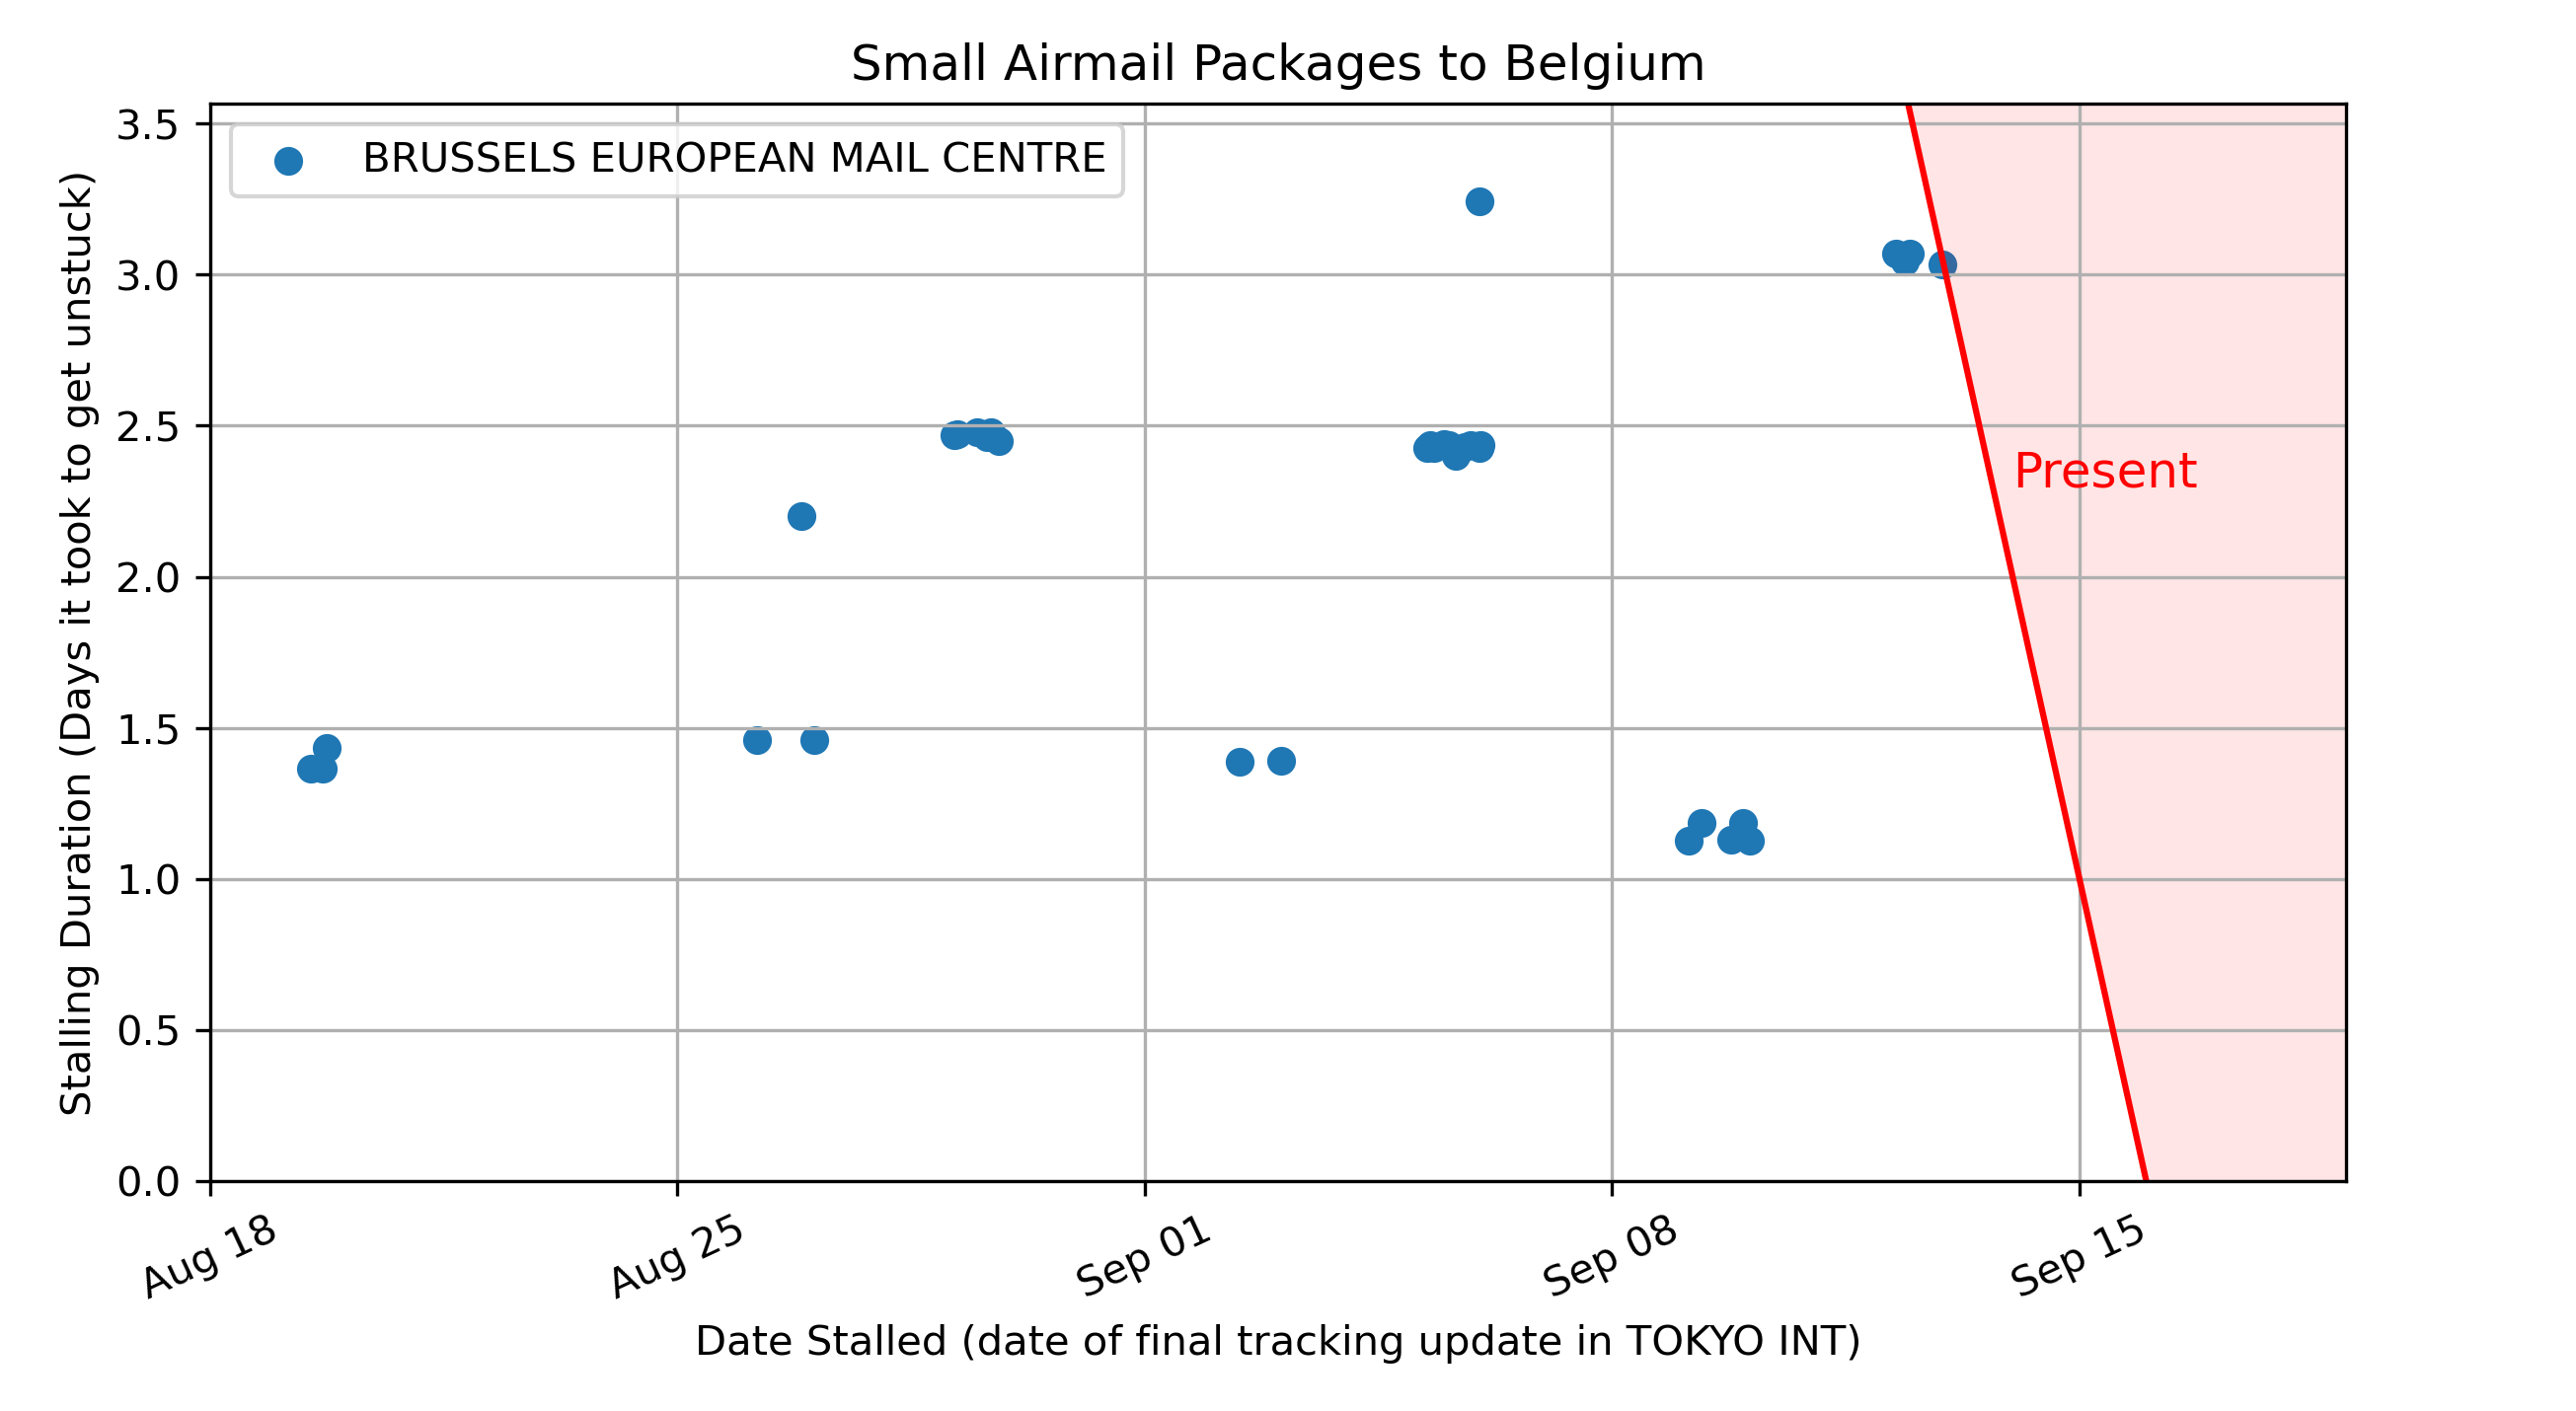 Small Airmail Packages to Belgium
BRUSSELS EUROPEAN MAIL CENTRE
Stalling Duration (Days it took to get unstuck)
3.5
3.0
2.5
2.0
1.5
1.0
0.5
0.0
Present
Aug 18
Aug 25
Sep 01
Sep 08
Sep 15
Date Stalled (date of final tracking update in TOKYO INT)